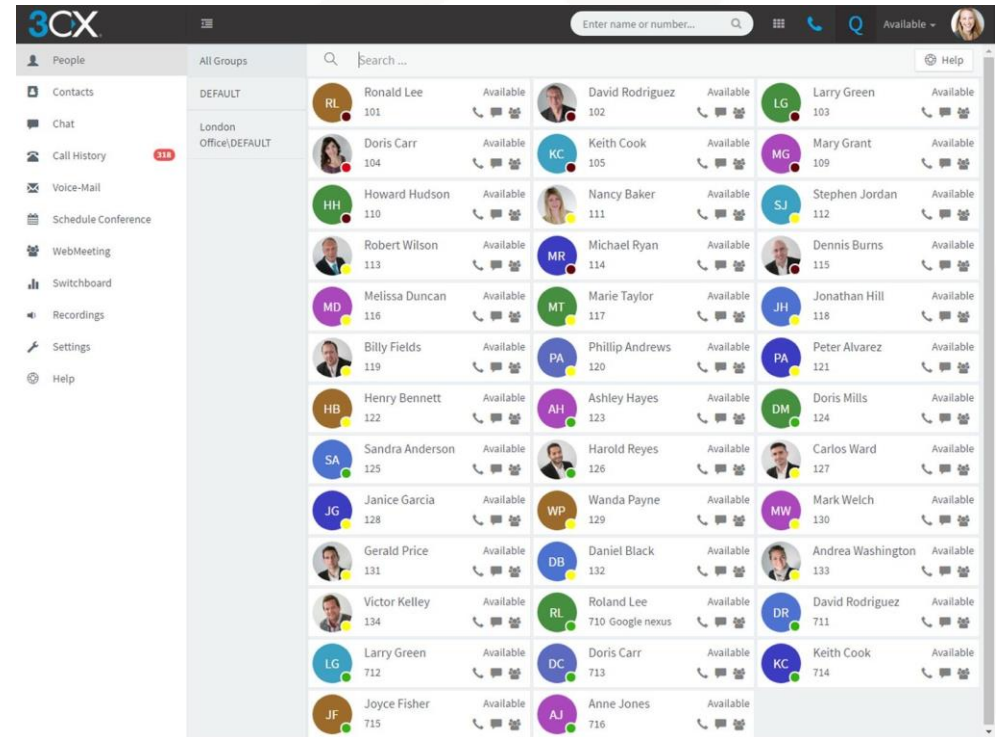 3CX
Enter name or number...
Q
Available
People
Contacts
Chat
Call History
318
Voice-Mail
Schedule Conference
WebMeeting
Switchboard
Recordings
Settings
Help
All Groups
DEFAULT
London
Office\DEFAULT
Search ...
Help
RL Ronald Lee Available
101
David Rodriguez Available
102
LG Larry Green Available
103
Doris Carr Available
104
KC Keith Cook Available
105
MG Mary Grant Available
109
HH Howard Hudson Available
110
Nancy Baker Available
111
SJ Stephen Jordan Available
112
Robert Wilson Available
113
MR Michael Ryan Available
114
Dennis Burns Available
115
MD Melissa Duncan Available
116
MT Marie Taylor Available
117
JH Jonathan Hill Available
118
Billy Fields Available
119
PA Phillip Andrews Available
120
PA Peter Alvarez Available
121
HB Henry Bennett Available
122
AH Ashley Hayes Available
123
DM Doris Mills Available
124
SA Sandra Anderson Available
125
Harold Reyes Available
126
Carlos Ward Available
127
JG Janice Garcia Available
128
WP Wanda Payne Available
129
MW Mark Welch Available
130
Gerald Price Available
131
DB Daniel Black Available
132
Andrea Washington Available
133
Victor Kelley Available
134
RL Roland Lee Available
710 Google nexus
DR David Rodriguez Available
711
LG Larry Green Available
712
DC Doris Carr Available
713
KC Keith Cook Available
714
JF Joyce Fisher Available
715
AJ Anne Jones Available
716